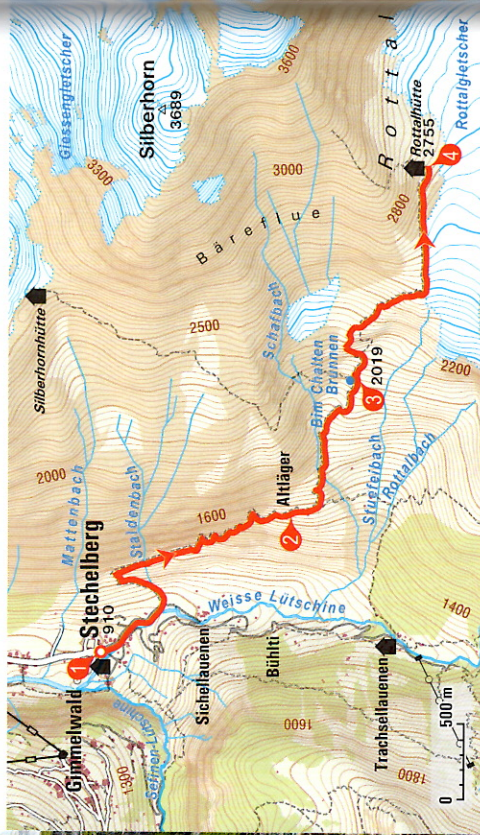 Giessengletscher
3300
Silberhorn
3689
3600
Rottal
Rottalgletscher
Rottalhütte
2755
4
2800
3000
Bäreflue
Silberhornhütte
2500
Schafbach
Bim Chalten
Brünnen
2019
3
2200
2000
Mattenbach
Staldenbach
1600
Altläger
2
Stuefeibach
Rottalbach
Stechelberg
910
1
Gimmelwald
Weisse Lütschine
Sichellauenen
Bühlti
Trachsellauenen
1400
1300
Sefinen-Lütschine
1600
1800
0 500 m